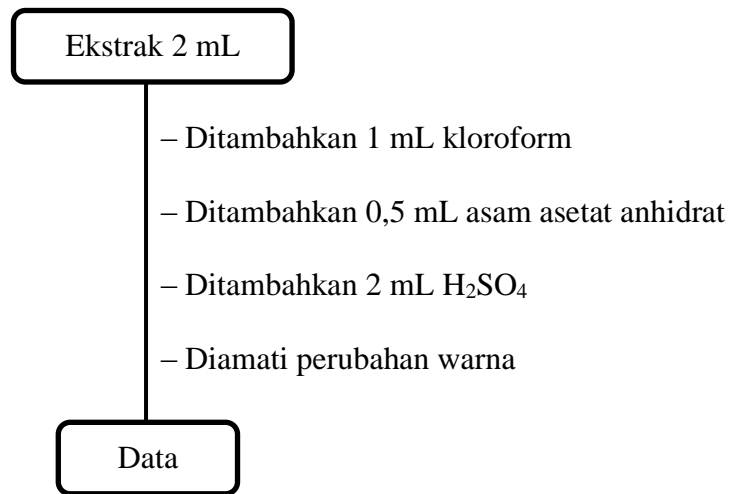 Ekstrak 2 mL
– Ditambahkan 1 mL kloroform
– Ditambahkan 0,5 mL asam asetat anhidrat
– Ditambahkan 2 mL H₂SO₄
– Diamati perubahan warna
Data